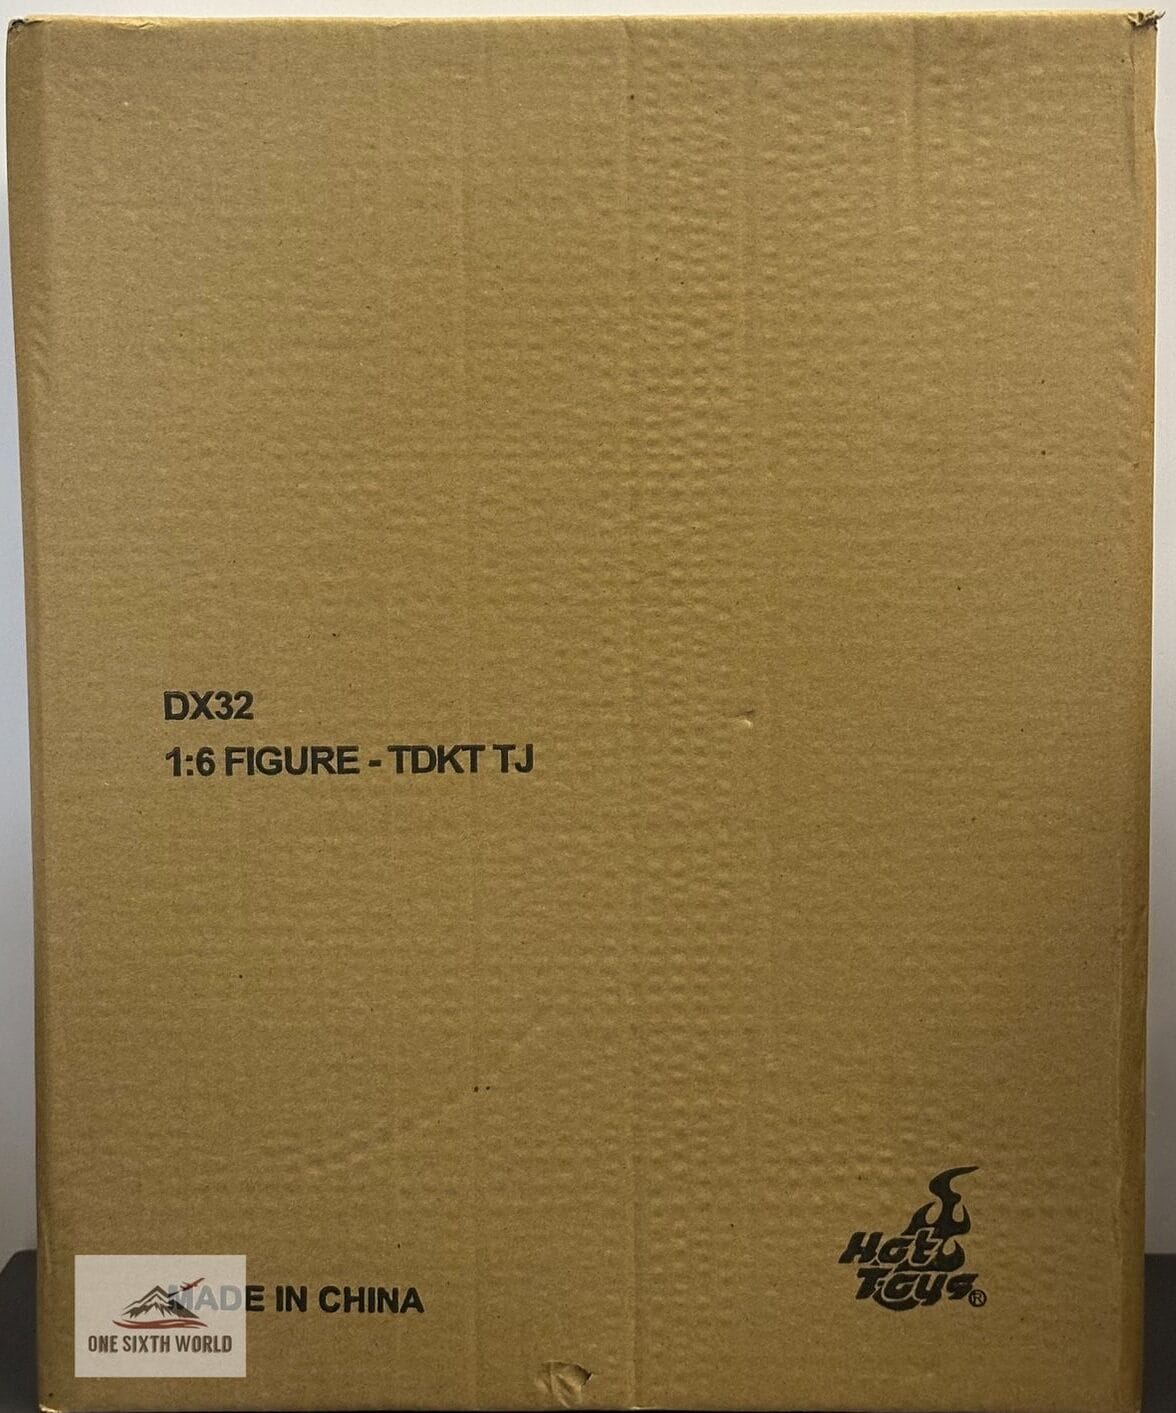 DX32
1:6 FIGURE - TDKT TJ
Hot
Toys®
MADE IN CHINA
ONE SIXTH WORLD